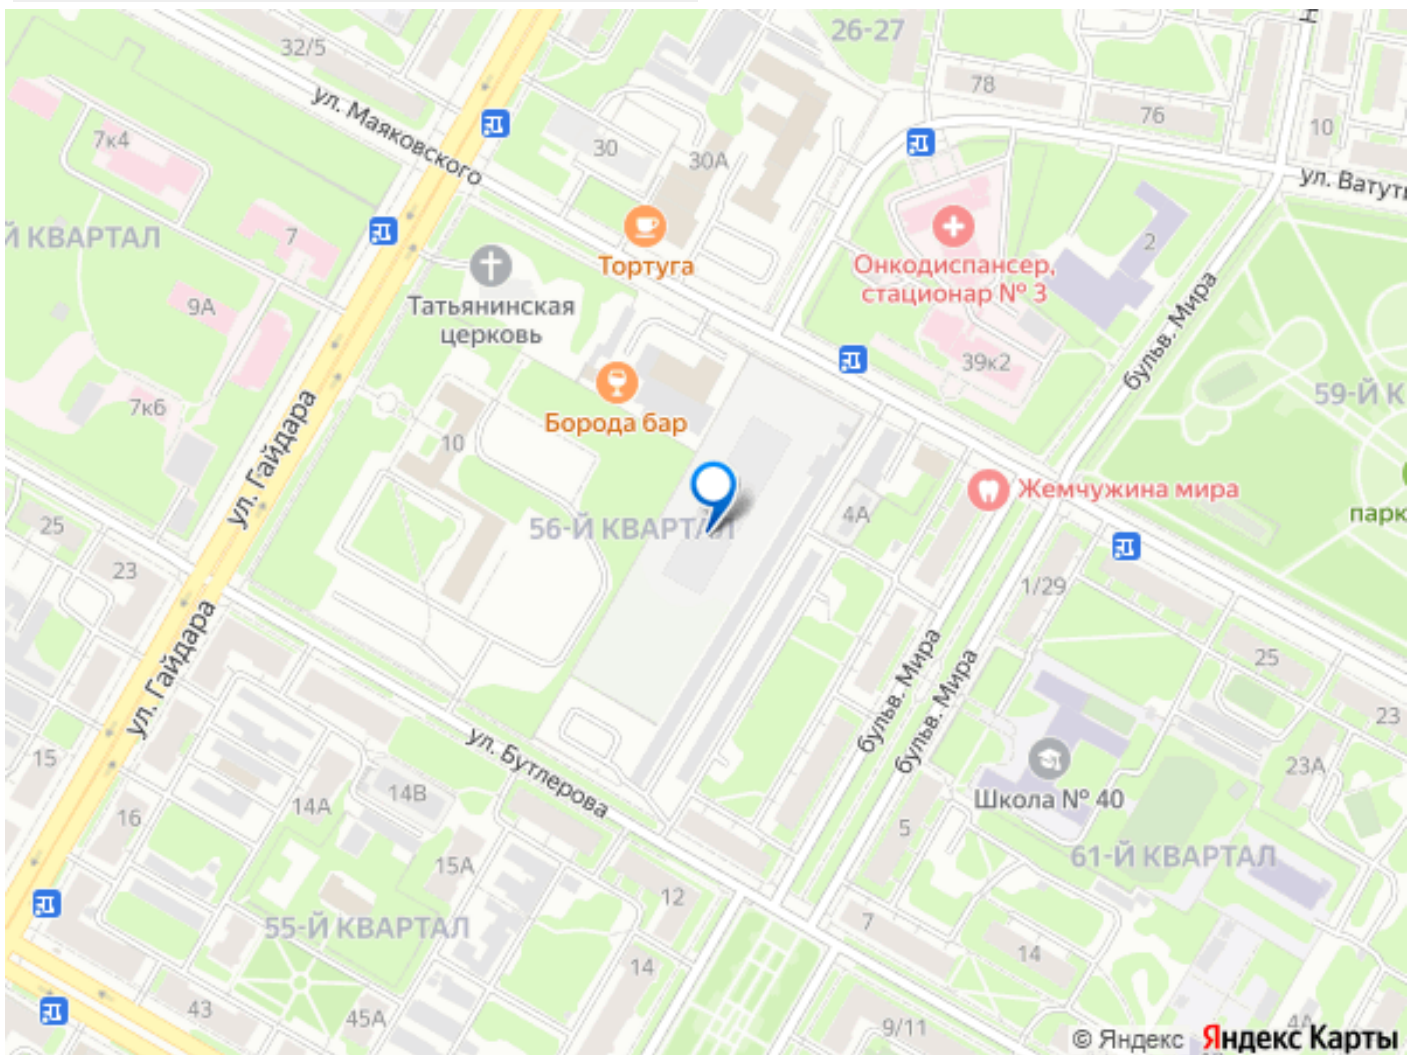 26-27
32/5
78
76
10
ул. Маяковского
7к4
30
30А
ул. Ватути
Й КВАРТАЛ
7
2
Тортуга
Онкодиспансер,
стационар № 3
Татьянинская
церковь
9А
бульв. Мира
39к2
7к6
59-Й К
Борода бар
ул. Гайдара
10
Жемчужина мира
4А
парк
56-Й КВАРТАЛ
25
23
1/29
ул. Гайдара
бульв. Мира
бульв. Мира
25
23
ул. Бутлерова
15
14А
14В
23А
Школа № 40
16
5
15А
61-Й КВАРТАЛ
12
55-Й КВАРТАЛ
7
14
14
43
45А
9/11
4А
© Яндекс Яндекс Карты